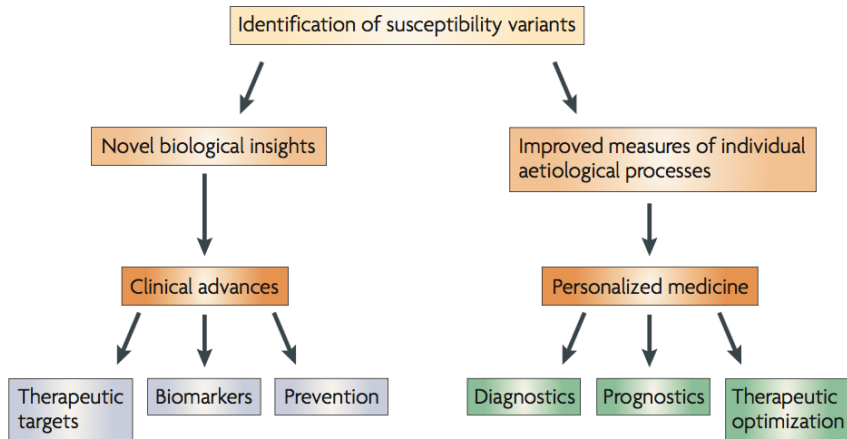 Identification of susceptibility variants
Novel biological insights
Improved measures of individual
aetiological processes
Clinical advances
Personalized medicine
Therapeutic
targets
Biomarkers
Prevention
Diagnostics
Prognostics
Therapeutic
optimization